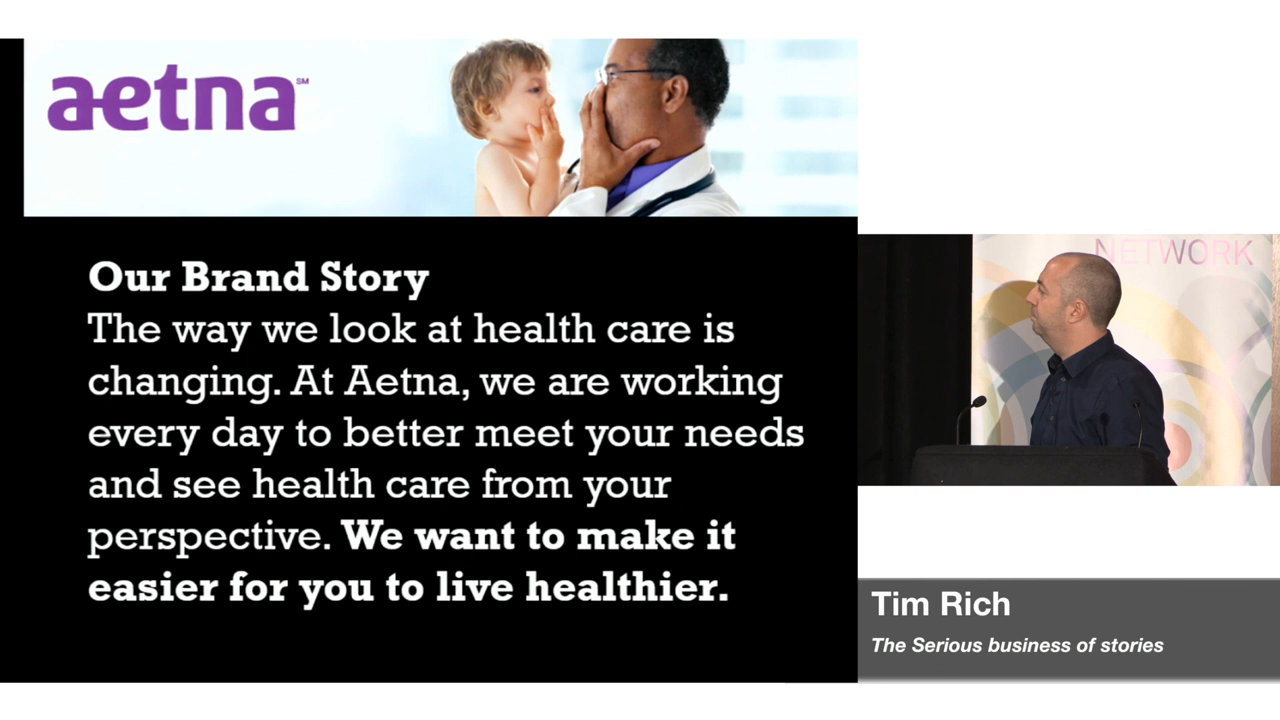 aetna℠
Our Brand Story
The way we look at health care is
changing. At Aetna, we are working
every day to better meet your needs
and see health care from your
perspective. We want to make it
easier for you to live healthier.
NETWORK
Tim Rich
The Serious business of stories